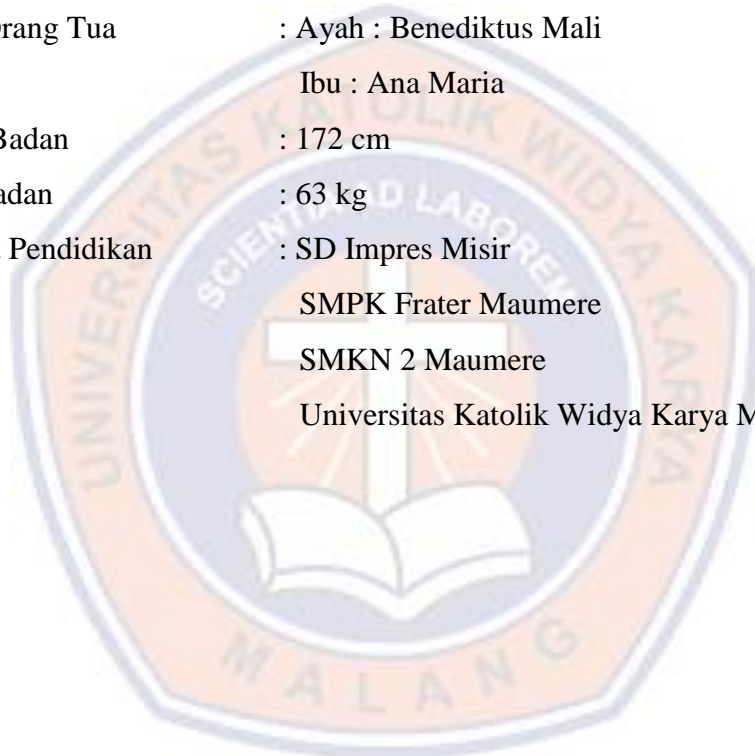 rang Tua : Ayah : Benediktus Mali
Ibu : Ana Maria
Badan : 172 cm
adan : 63 kg
Pendidikan : SD Impres Misir
SMPK Frater Maumere
SMKN 2 Maumere
Universitas Katolik Widya Karya M
UNIVERSITAS KATOLIK WIDYA KARYA
SCIENTIA AD LABOREM
MALANG